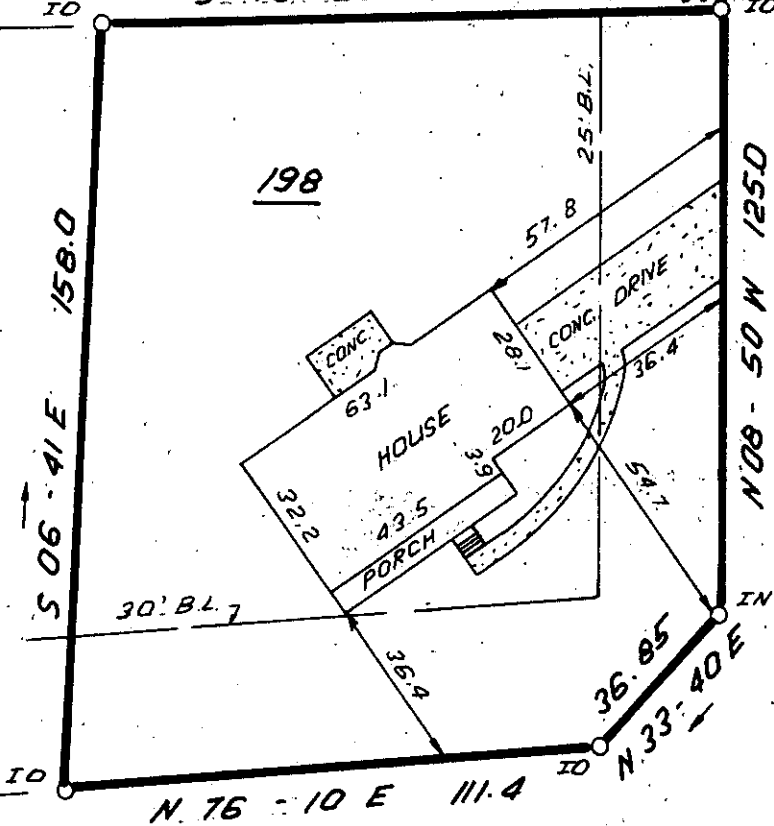 IO
IO
25' B.L.
198
57.8
N 08 - 50 W 125.0
S 06 - 41 E 158.0
CONC. DRIVE
CONC.
28.1
36.4
63.1
HOUSE
20.0
3.9
54.7
32.2
43.5
PORCH
30' B.L.
IN
36.4
36.85
N 33 - 40 E
IO
IO
N. 76 - 10 E 111.4